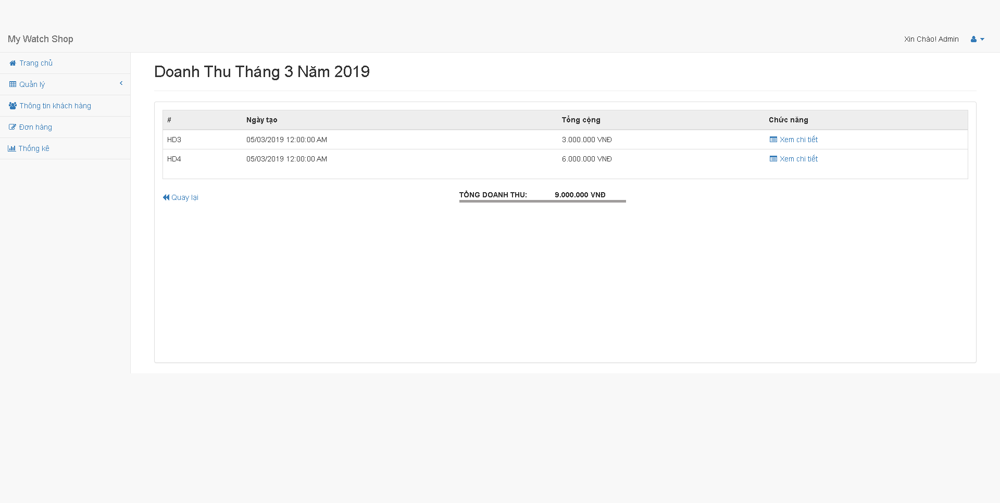 My Watch Shop
Xin Chào! Admin
Trang chủ
Quản lý
Thông tin khách hàng
Đơn hàng
Thống kê
Doanh Thu Tháng 3 Năm 2019
# Ngày tạo Tổng cộng Chức năng
HD3 05/03/2019 12:00:00 AM 3.000.000 VNĐ Xem chi tiết
HD4 05/03/2019 12:00:00 AM 6.000.000 VNĐ Xem chi tiết
TỔNG DOANH THU: 9.000.000 VNĐ
Quay lại